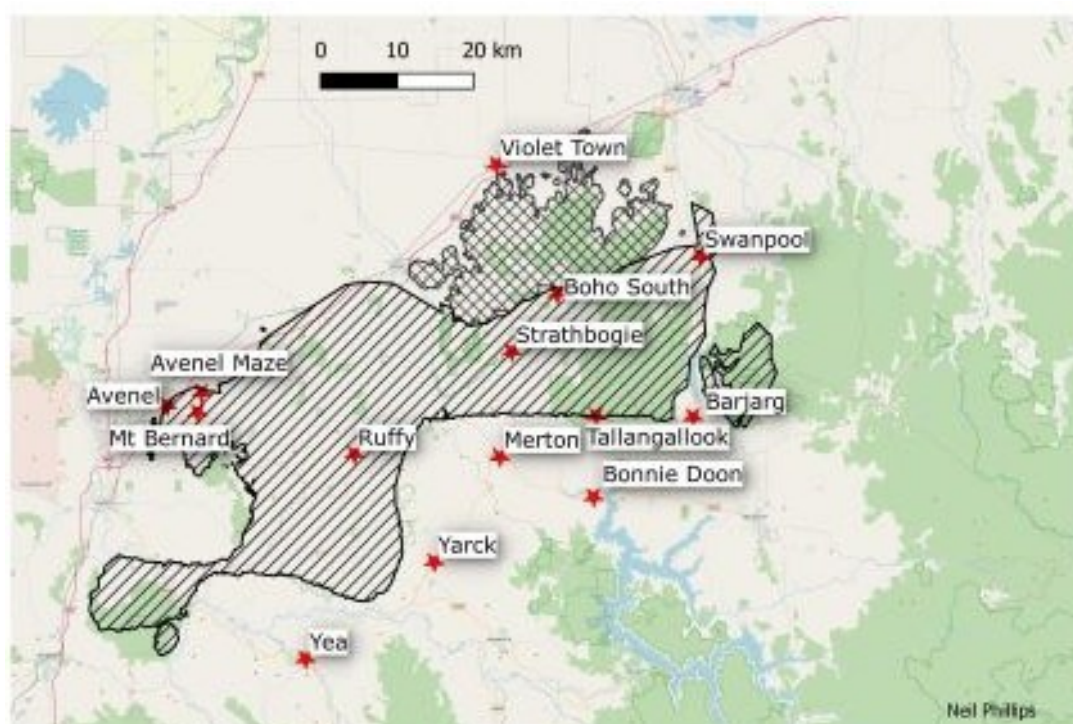 0 10 20 km
Violet Town
Swanpool
Boho South
Strathbogie
Avenel Maze
Avenel
Barjarg
Mt Bernard
Ruffy
Merton
Tallangallook
Bonnie Doon
Yarck
Yea
Neil Phillips